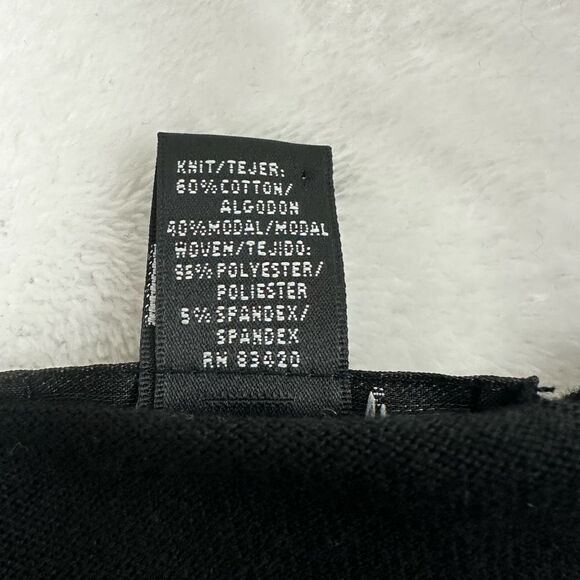 KNIT/TEJER:
60% COTTON/
ALGODON
40% MODAL/MODAL
WOVEN/TEJIDO:
95% POLYESTER/
POLIESTER
5% SPANDEX/
SPANDEX
RN 83420